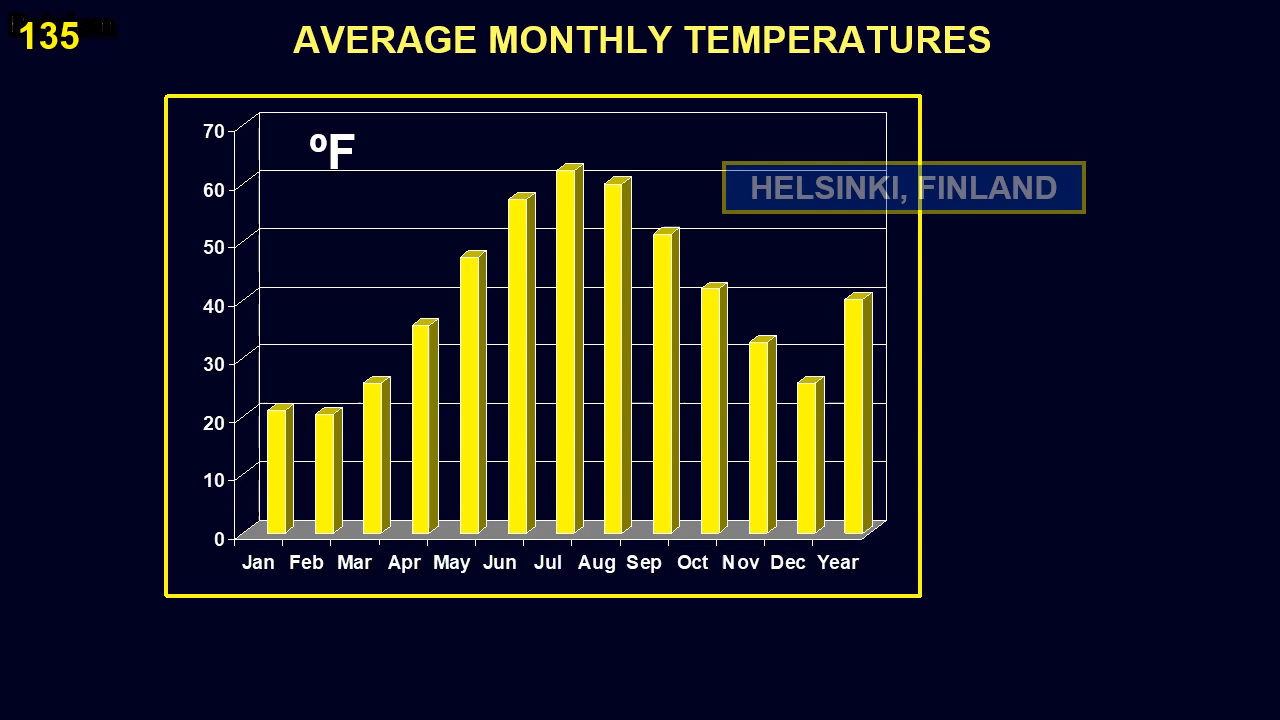 135
AVERAGE MONTHLY TEMPERATURES
ºF
HELSINKI, FINLAND
70
60
50
40
30
20
10
0
Jan Feb Mar Apr May Jun Jul Aug Sep Oct Nov Dec Year